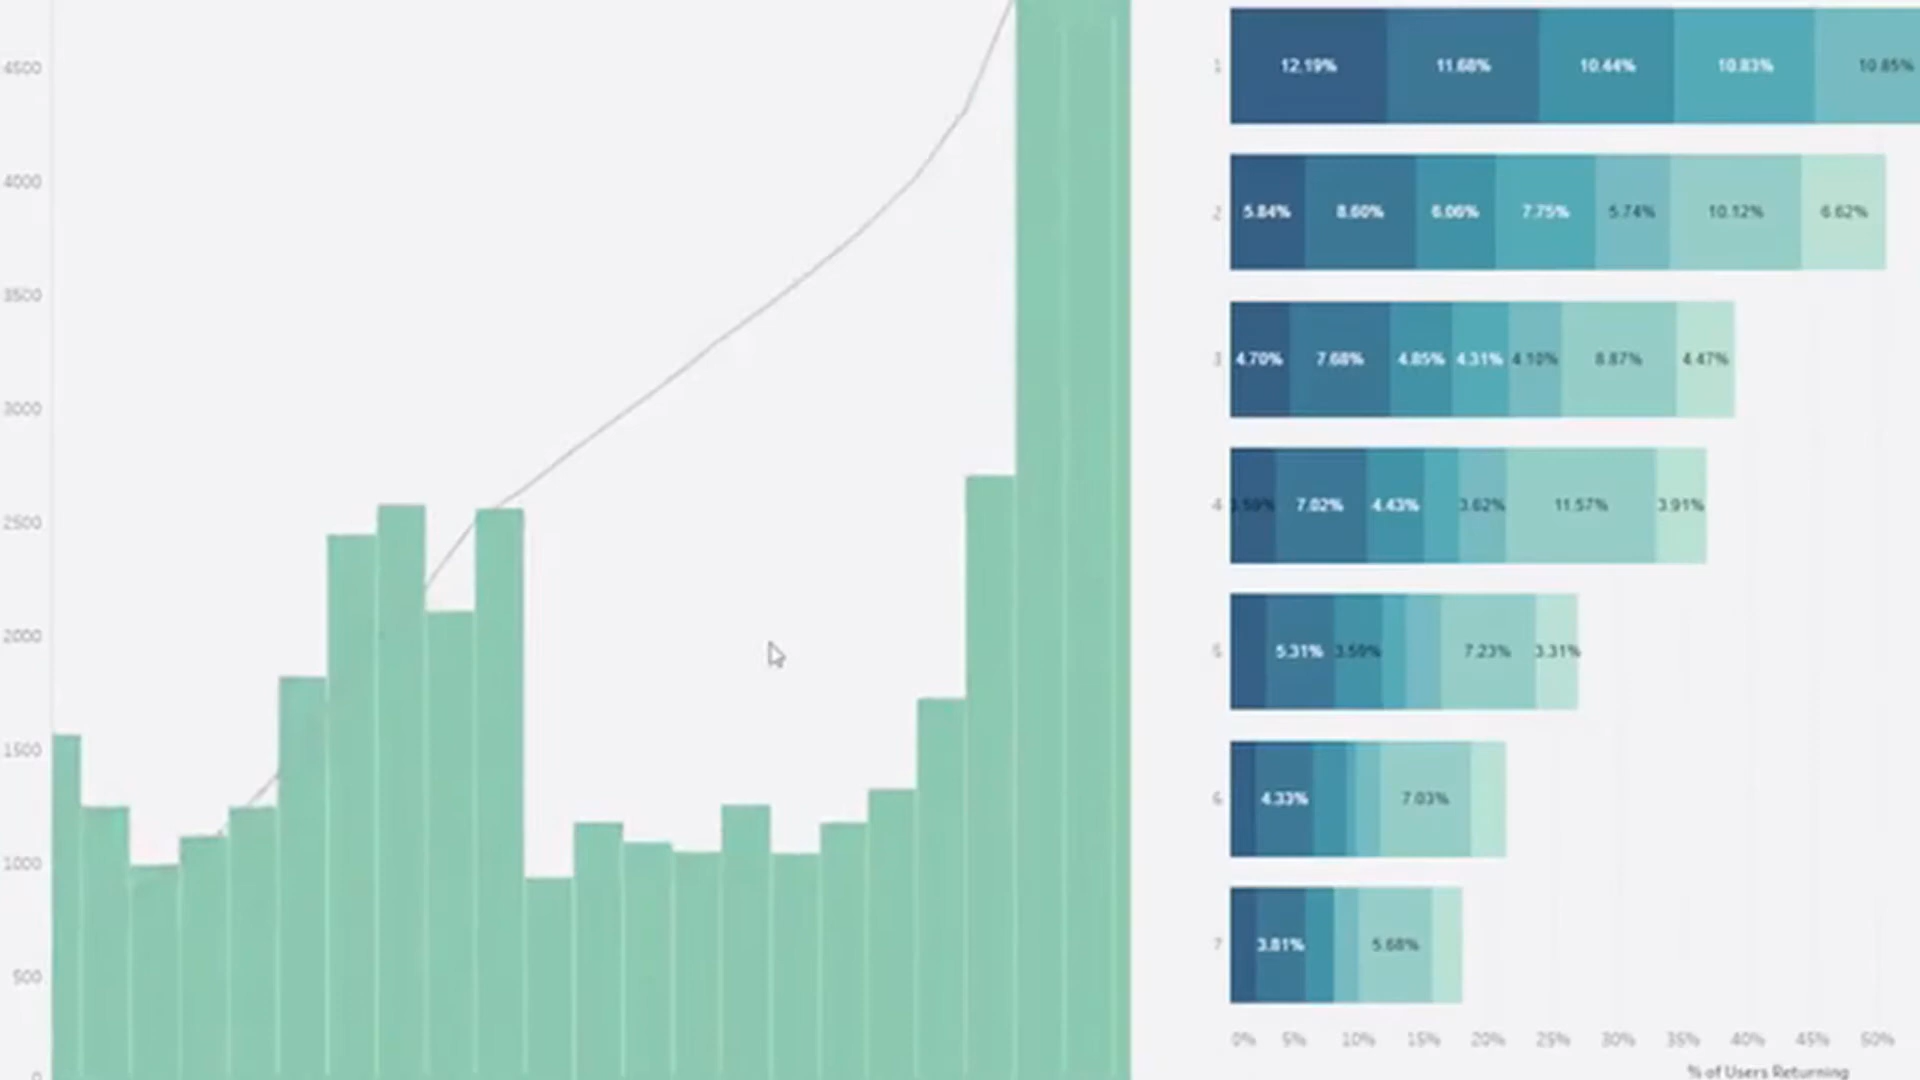 4500
4000
3500
3000
2500
2000
1500
1000
500
0
1 12.19% 11.68% 10.44% 10.83% 10.85%
2 5.84% 8.60% 6.06% 7.75% 5.74% 10.12% 6.62%
3 4.70% 7.68% 4.85% 4.31% 4.10% 8.87% 4.47%
4 3.59% 7.02% 4.43% 3.62% 11.57% 3.91%
5 5.31% 3.59% 7.23% 3.31%
6 4.33% 7.03%
7 3.81% 5.68%
0% 5% 10% 15% 20% 25% 30% 35% 40% 45% 50%
% of Users Returning